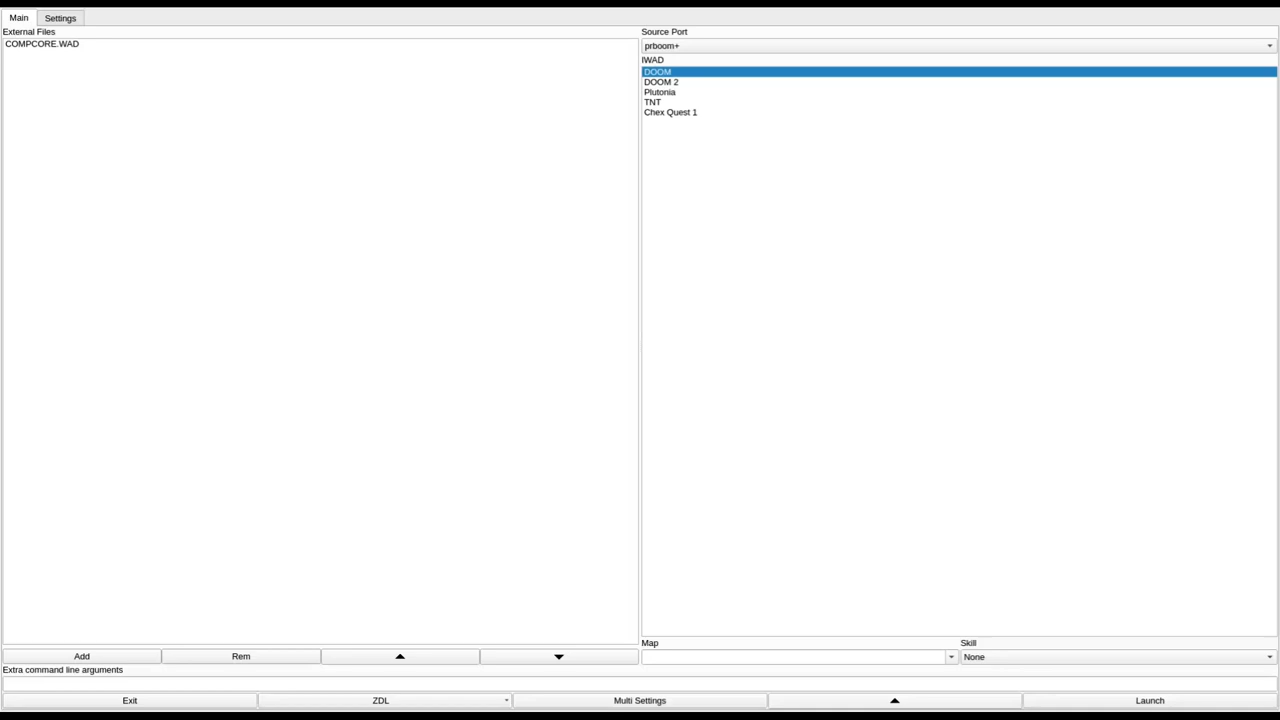 Main Settings
External Files
COMPCORE.WAD
Source Port
prboom+
IWAD
DOOM
DOOM 2
Plutonia
TNT
Chex Quest 1
Map Skill
None
Add Rem
Extra command line arguments
Exit ZDL Multi Settings Launch